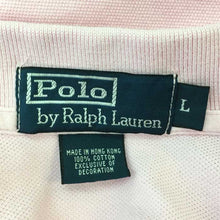 Polo
by Ralph Lauren
L
MADE IN HONG KONG
100% COTTON
EXCLUSIVE OF
DECORATION